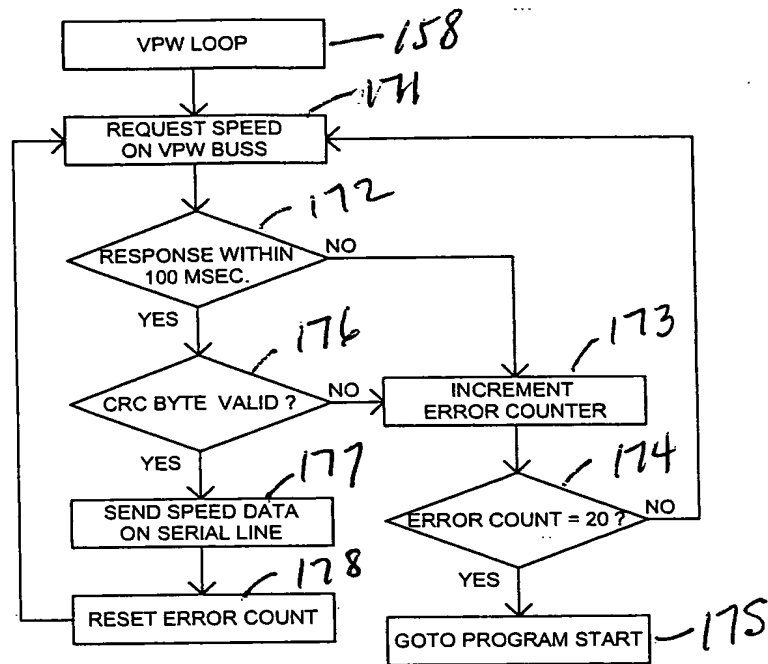 VPW LOOP
158
171
REQUEST SPEED
ON VPW BUSS
172
RESPONSE WITHIN
100 MSEC.
NO
YES
176
173
CRC BYTE VALID ?
NO
INCREMENT
ERROR COUNTER
YES
177
174
SEND SPEED DATA
ON SERIAL LINE
ERROR COUNT = 20 ?
NO
178
YES
RESET ERROR COUNT
GOTO PROGRAM START
175